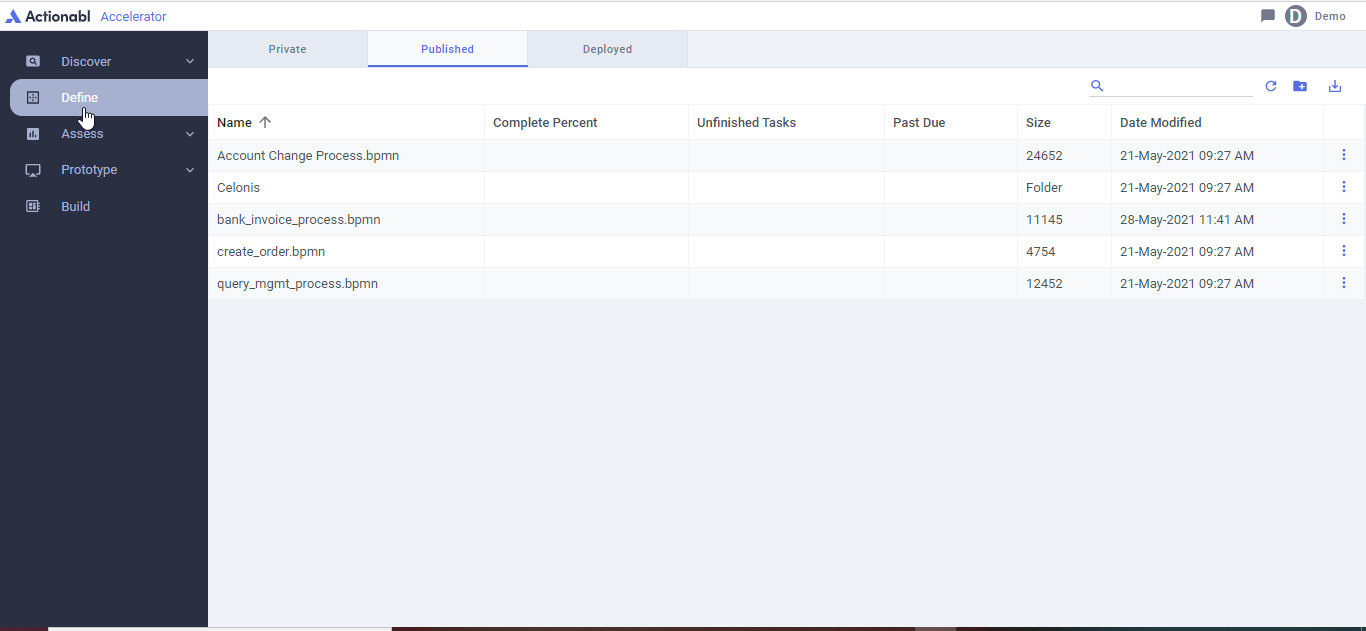 Actionabl Accelerator
D Demo
Discover
Define
Assess
Prototype
Build
Private Published Deployed
Name Complete Percent Unfinished Tasks Past Due Size Date Modified
Account Change Process.bpmn 24652 21-May-2021 09:27 AM
Celonis Folder 21-May-2021 09:27 AM
bank_invoice_process.bpmn 11145 28-May-2021 11:41 AM
create_order.bpmn 4754 21-May-2021 09:27 AM
query_mgmt_process.bpmn 12452 21-May-2021 09:27 AM